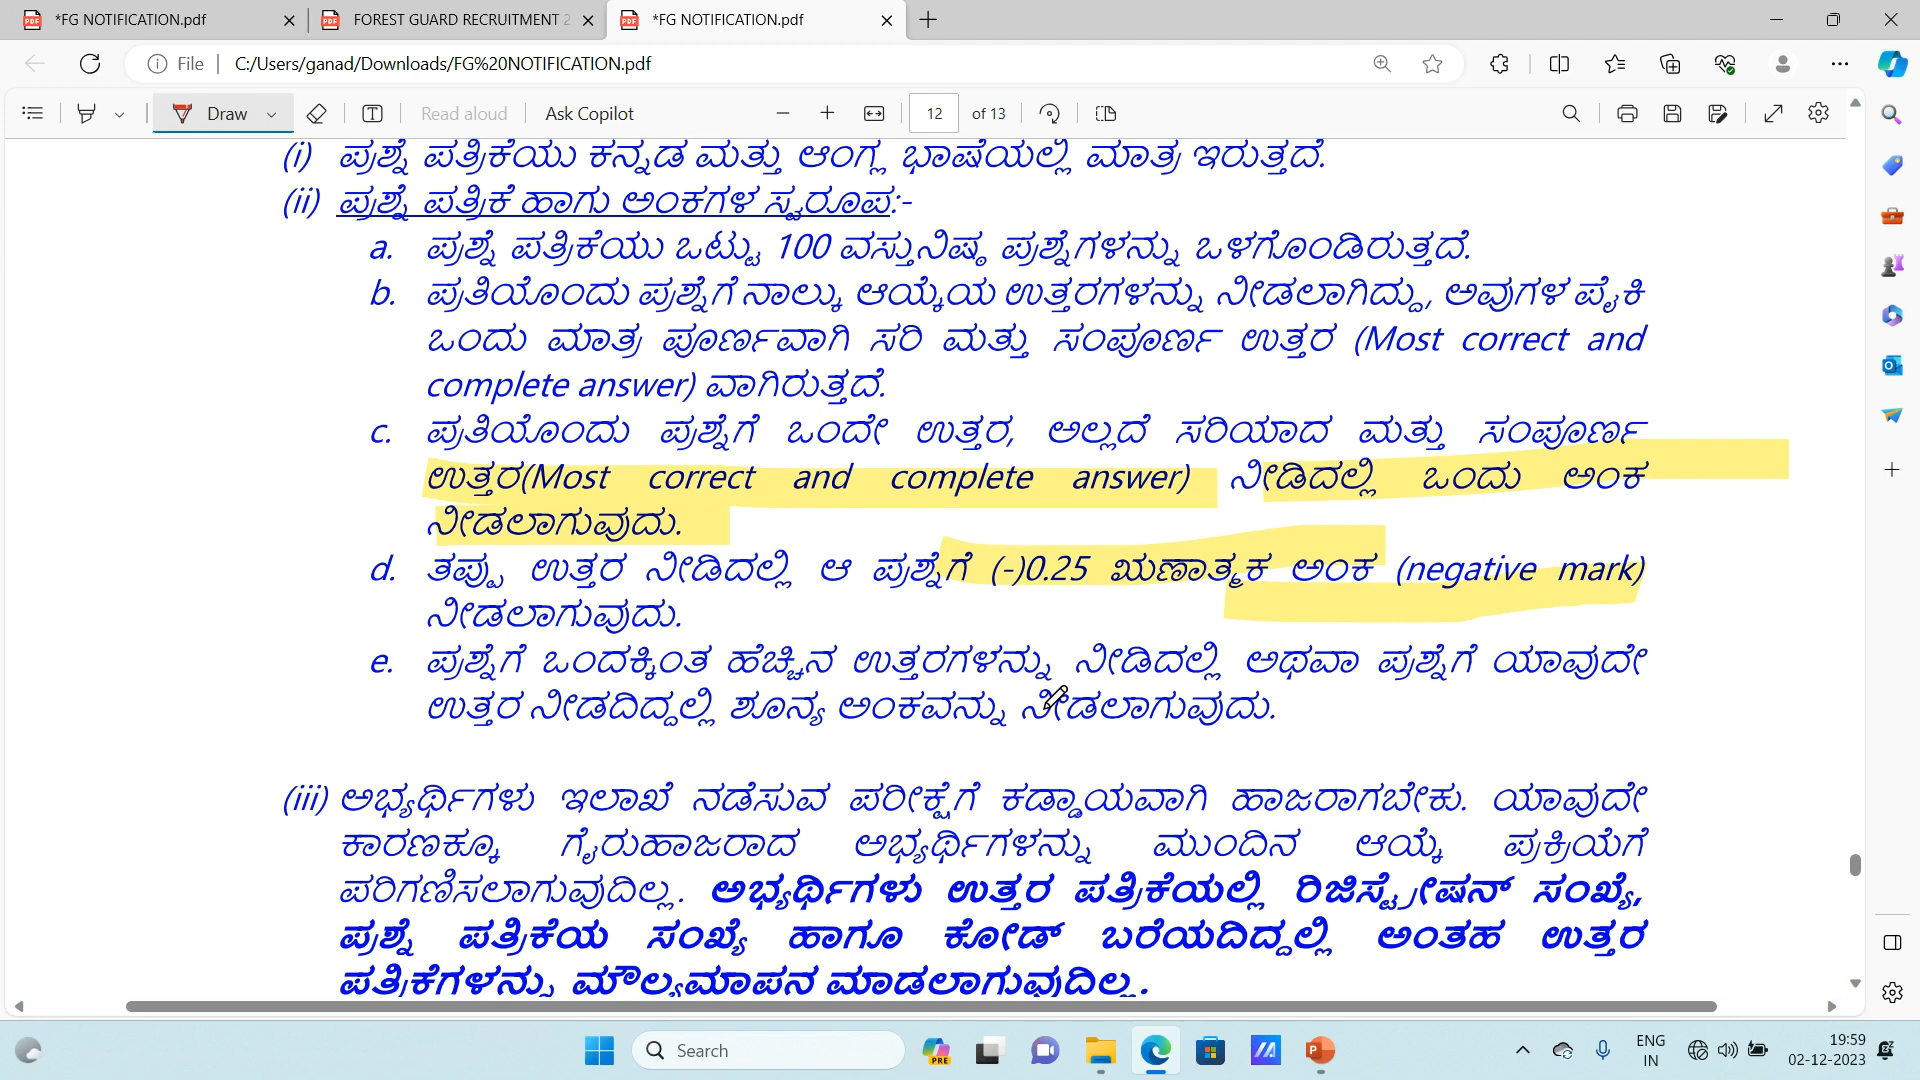 *FG NOTIFICATION.pdf
FOREST GUARD RECRUITMENT 2
*FG NOTIFICATION.pdf
File
C:/Users/ganad/Downloads/FG%20NOTIFICATION.pdf
Draw
Read aloud
Ask Copilot
12 of 13
(i) ಪ್ರಶ್ನೆ ಪತ್ರಿಕೆಯು ಕನ್ನಡ ಮತ್ತು ಆಂಗ್ಲ ಭಾಷೆಯಲ್ಲಿ ಮಾತ್ರ ಇರುತ್ತದೆ.
(ii) ಪ್ರಶ್ನೆ ಪತ್ರಿಕೆ ಹಾಗು ಅಂಕಗಳ ಸ್ವರೂಪ:-
a. ಪ್ರಶ್ನೆ ಪತ್ರಿಕೆಯು ಒಟ್ಟು 100 ವಸ್ತುನಿಷ್ಠ ಪ್ರಶ್ನೆಗಳನ್ನು ಒಳಗೊಂಡಿರುತ್ತದೆ.
b. ಪ್ರತಿಯೊಂದು ಪ್ರಶ್ನೆಗೆ ನಾಲ್ಕು ಆಯ್ಕೆಯ ಉತ್ತರಗಳನ್ನು ನೀಡಲಾಗಿದ್ದು, ಅವುಗಳ ಪೈಕಿ
ಒಂದು ಮಾತ್ರ ಪೂರ್ಣವಾಗಿ ಸರಿ ಮತ್ತು ಸಂಪೂರ್ಣ ಉತ್ತರ (Most correct and
complete answer) ವಾಗಿರುತ್ತದೆ.
c. ಪ್ರತಿಯೊಂದು ಪ್ರಶ್ನೆಗೆ ಒಂದೇ ಉತ್ತರ, ಅಲ್ಲದೆ ಸರಿಯಾದ ಮತ್ತು ಸಂಪೂರ್ಣ
ಉತ್ತರ(Most correct and complete answer) ನೀಡಿದಲ್ಲಿ ಒಂದು ಅಂಕ
ನೀಡಲಾಗುವುದು.
d. ತಪ್ಪು ಉತ್ತರ ನೀಡಿದಲ್ಲಿ ಆ ಪ್ರಶ್ನೆಗೆ (-)0.25 ಋಣಾತ್ಮಕ ಅಂಕ (negative mark)
ನೀಡಲಾಗುವುದು.
e. ಪ್ರಶ್ನೆಗೆ ಒಂದಕ್ಕಿಂತ ಹೆಚ್ಚಿನ ಉತ್ತರಗಳನ್ನು ನೀಡಿದಲ್ಲಿ ಅಥವಾ ಪ್ರಶ್ನೆಗೆ ಯಾವುದೇ
ಉತ್ತರ ನೀಡದಿದ್ದಲ್ಲಿ ಶೂನ್ಯ ಅಂಕವನ್ನು ನೀಡಲಾಗುವುದು.
(iii) ಅಭ್ಯರ್ಥಿಗಳು ಇಲಾಖೆ ನಡೆಸುವ ಪರೀಕ್ಷೆಗೆ ಕಡ್ಡಾಯವಾಗಿ ಹಾಜರಾಗಬೇಕು. ಯಾವುದೇ
ಕಾರಣಕ್ಕೂ ಗೈರುಹಾಜರಾದ ಅಭ್ಯರ್ಥಿಗಳನ್ನು ಮುಂದಿನ ಆಯ್ಕೆ ಪ್ರಕ್ರಿಯೆಗೆ
ಪರಿಗಣಿಸಲಾಗುವುದಿಲ್ಲ. ಅಭ್ಯರ್ಥಿಗಳು ಉತ್ತರ ಪತ್ರಿಕೆಯಲ್ಲಿ ರಿಜಿಸ್ಟ್ರೇಷನ್ ಸಂಖ್ಯೆ,
ಪ್ರಶ್ನೆ ಪತ್ರಿಕೆಯ ಸಂಖ್ಯೆ ಹಾಗೂ ಕೋಡ್ ಬರೆಯದಿದ್ದಲ್ಲಿ ಅಂತಹ ಉತ್ತರ
ಪತ್ರಿಕೆಗಳನ್ನು ಮೌಲ್ಯಮಾಪನ ಮಾಡಲಾಗುವುದಿಲ್ಲ.
Search
PRE
ENG
IN
19:59
02-12-2023